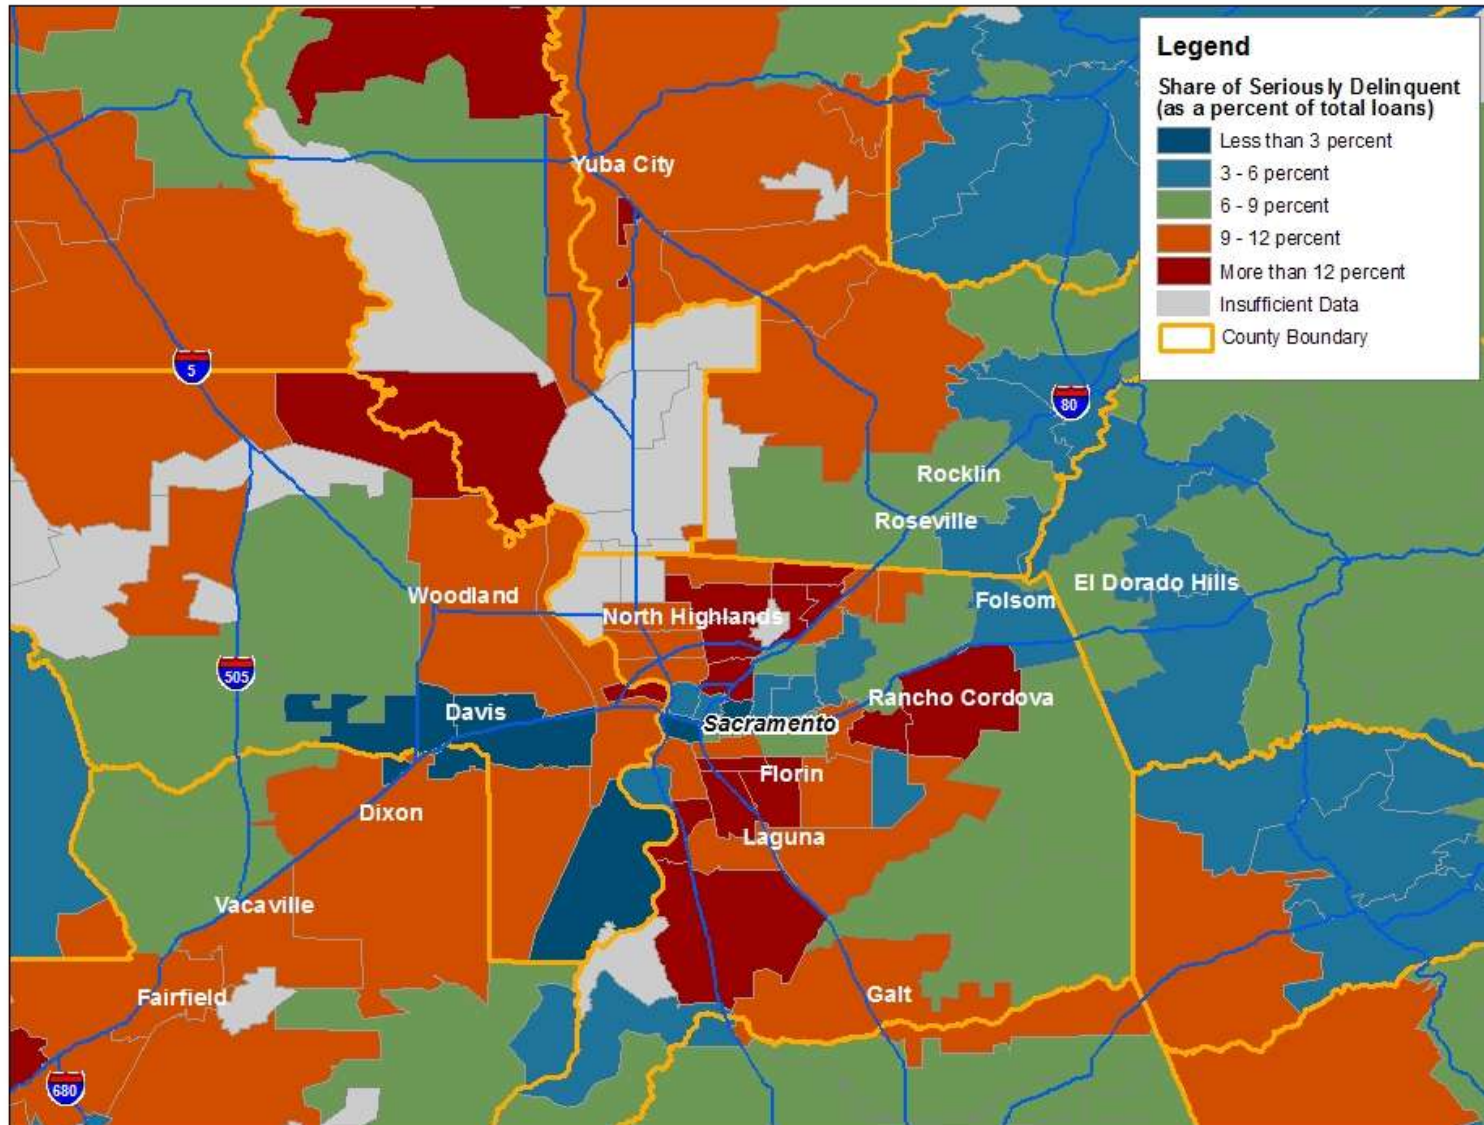 Legend
Share of Seriously Delinquent
(as a percent of total loans)
Less than 3 percent
3 - 6 percent
6 - 9 percent
9 - 12 percent
More than 12 percent
Insufficient Data
County Boundary
Yuba City
5
80
Rocklin
Roseville
Woodland
North Highlands
Folsom
El Dorado Hills
505
Davis
Rancho Cordova
Sacramento
Florin
Dixon
Laguna
Vacaville
Fairfield
Galt
680